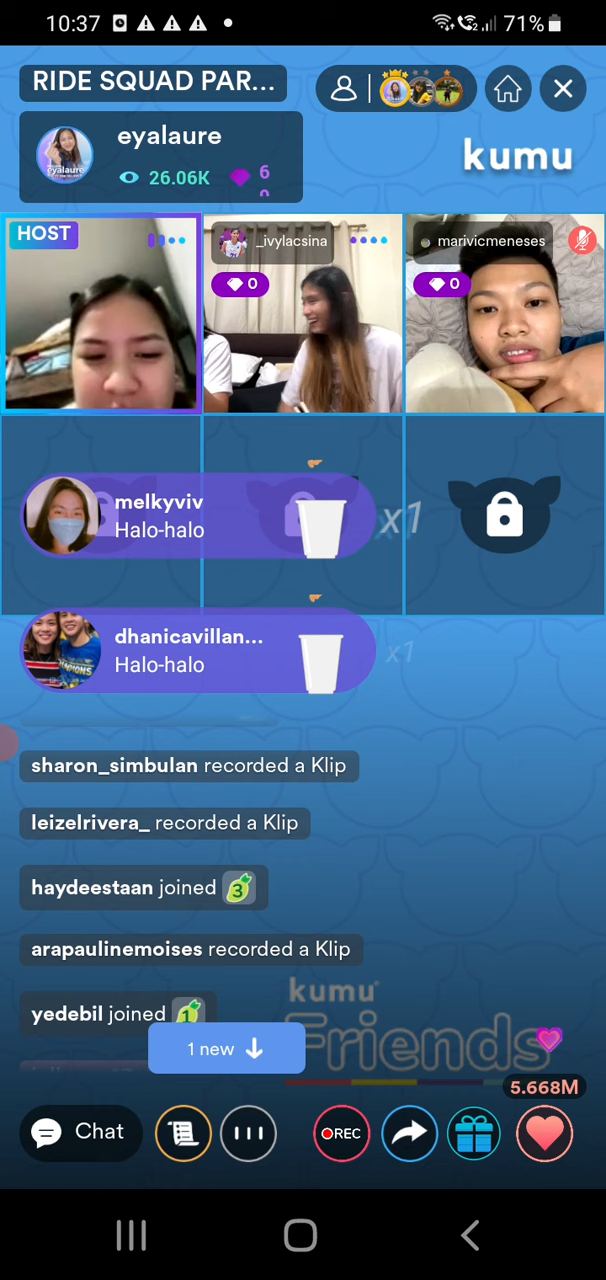 10:37
71%
RIDE SQUAD PAR...
eyalaure
26.06K
kumu
HOST
_ivylacsina
0
marivicmeneses
0
melkyviv
Halo-halo
x1
dhanicavillan...
Halo-halo
x1
sharon_simbulan recorded a Klip
leizelrivera_ recorded a Klip
haydeestaan joined 3
arapaulinemoises recorded a Klip
yedebil joined 1
kumu
Friends
1 new
5.668M
Chat
REC